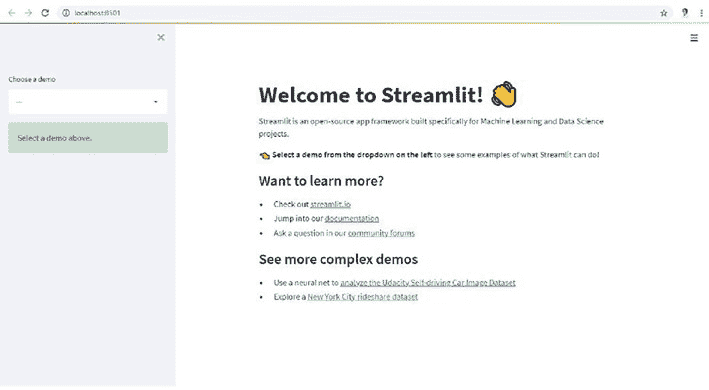 localhost:8501
Choose a demo
---
Select a demo above.
Welcome to Streamlit! 👋
Streamlit is an open-source app framework built specifically for Machine Learning and Data Science
projects.
👈 Select a demo from the dropdown on the left to see some examples of what Streamlit can do!
Want to learn more?
• Check out streamlit.io
• Jump into our documentation
• Ask a question in our community forums
See more complex demos
• Use a neural net to analyze the Udacity Self-driving Car Image Dataset
• Explore a New York City rideshare dataset